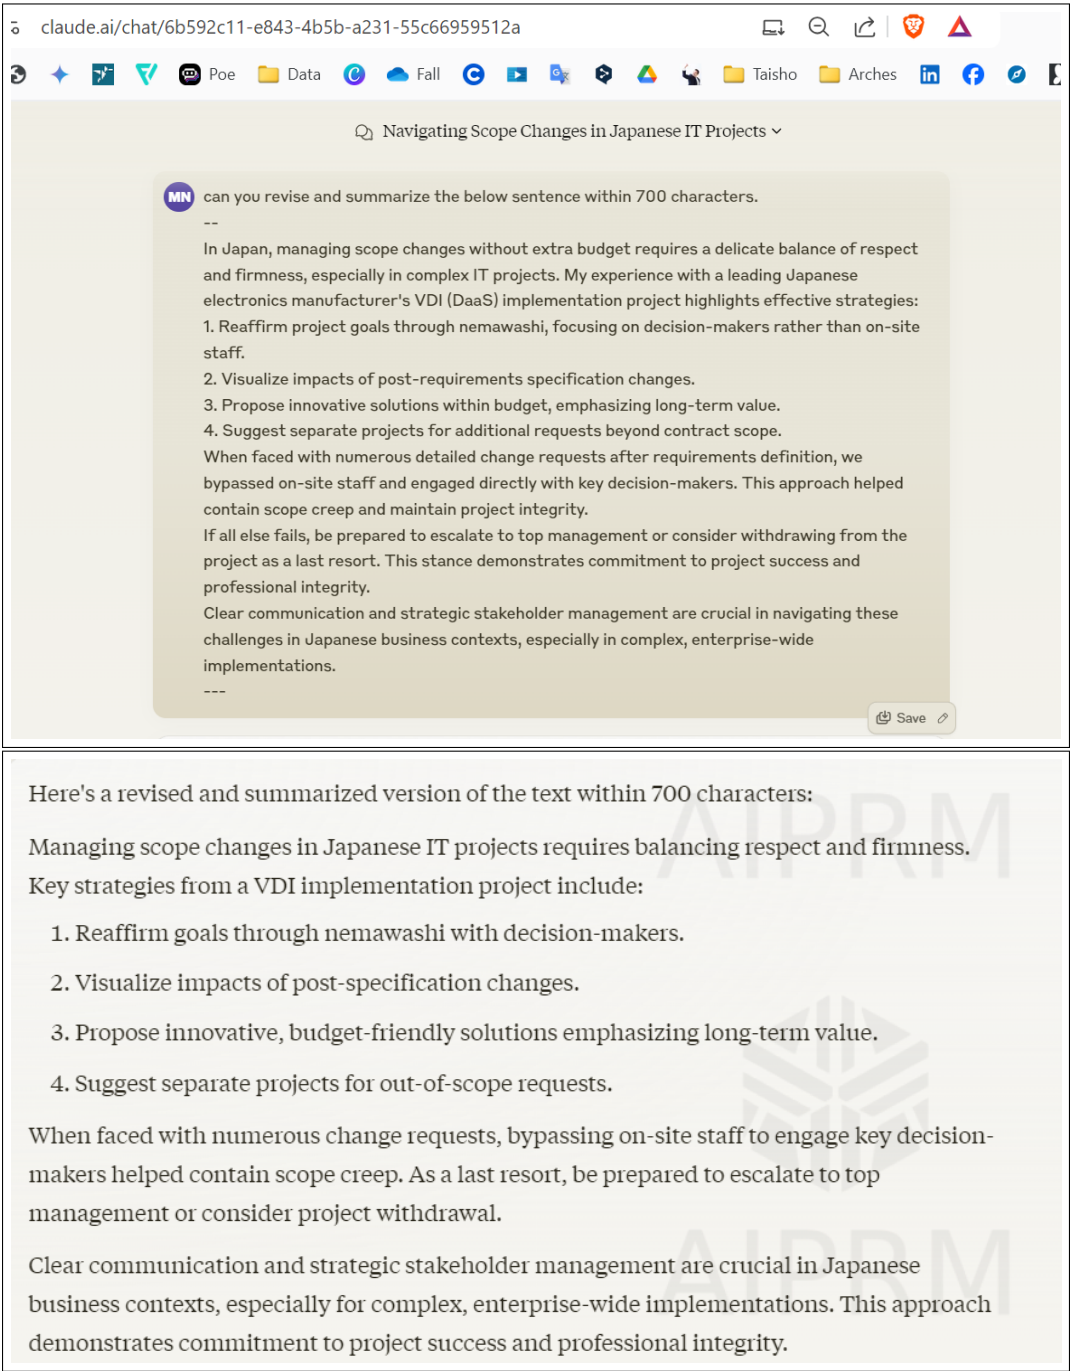 claude.ai/chat/6b592c11-e843-4b5b-a231-55c66959512a
Poe Data Fall Taisho Arches
Navigating Scope Changes in Japanese IT Projects
MN can you revise and summarize the below sentence within 700 characters.
--
In Japan, managing scope changes without extra budget requires a delicate balance of respect
and firmness, especially in complex IT projects. My experience with a leading Japanese
electronics manufacturer's VDI (DaaS) implementation project highlights effective strategies:
1. Reaffirm project goals through nemawashi, focusing on decision-makers rather than on-site
staff.
2. Visualize impacts of post-requirements specification changes.
3. Propose innovative solutions within budget, emphasizing long-term value.
4. Suggest separate projects for additional requests beyond contract scope.
When faced with numerous detailed change requests after requirements definition, we
bypassed on-site staff and engaged directly with key decision-makers. This approach helped
contain scope creep and maintain project integrity.
If all else fails, be prepared to escalate to top management or consider withdrawing from the
project as a last resort. This stance demonstrates commitment to project success and
professional integrity.
Clear communication and strategic stakeholder management are crucial in navigating these
challenges in Japanese business contexts, especially in complex, enterprise-wide
implementations.
---
Save
Here's a revised and summarized version of the text within 700 characters:
AIPRM
Managing scope changes in Japanese IT projects requires balancing respect and firmness.
Key strategies from a VDI implementation project include:
1. Reaffirm goals through nemawashi with decision-makers.
2. Visualize impacts of post-specification changes.
3. Propose innovative, budget-friendly solutions emphasizing long-term value.
4. Suggest separate projects for out-of-scope requests.
When faced with numerous change requests, bypassing on-site staff to engage key decision-
makers helped contain scope creep. As a last resort, be prepared to escalate to top
management or consider project withdrawal.
AIPRM
Clear communication and strategic stakeholder management are crucial in Japanese
business contexts, especially for complex, enterprise-wide implementations. This approach
demonstrates commitment to project success and professional integrity.